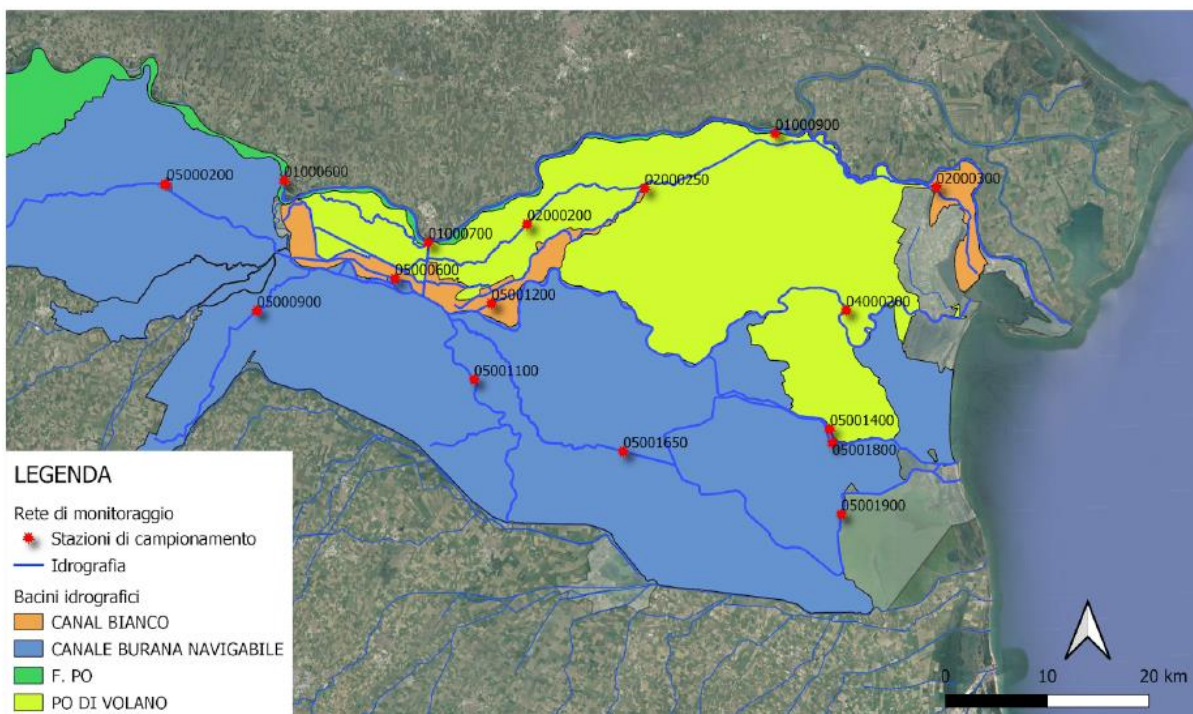 01000900
05000200
01000600
02000250
02000300
02000200
01000700
05000600
05001200
05000900
04000200
05001100
05001400
05001650
05001800
05001900
LEGENDA
Rete di monitoraggio
Stazioni di campionamento
Idrografia
Bacini idrografici
CANAL BIANCO
CANALE BURANA NAVIGABILE
F. PO
PO DI VOLANO
0 10 20 km